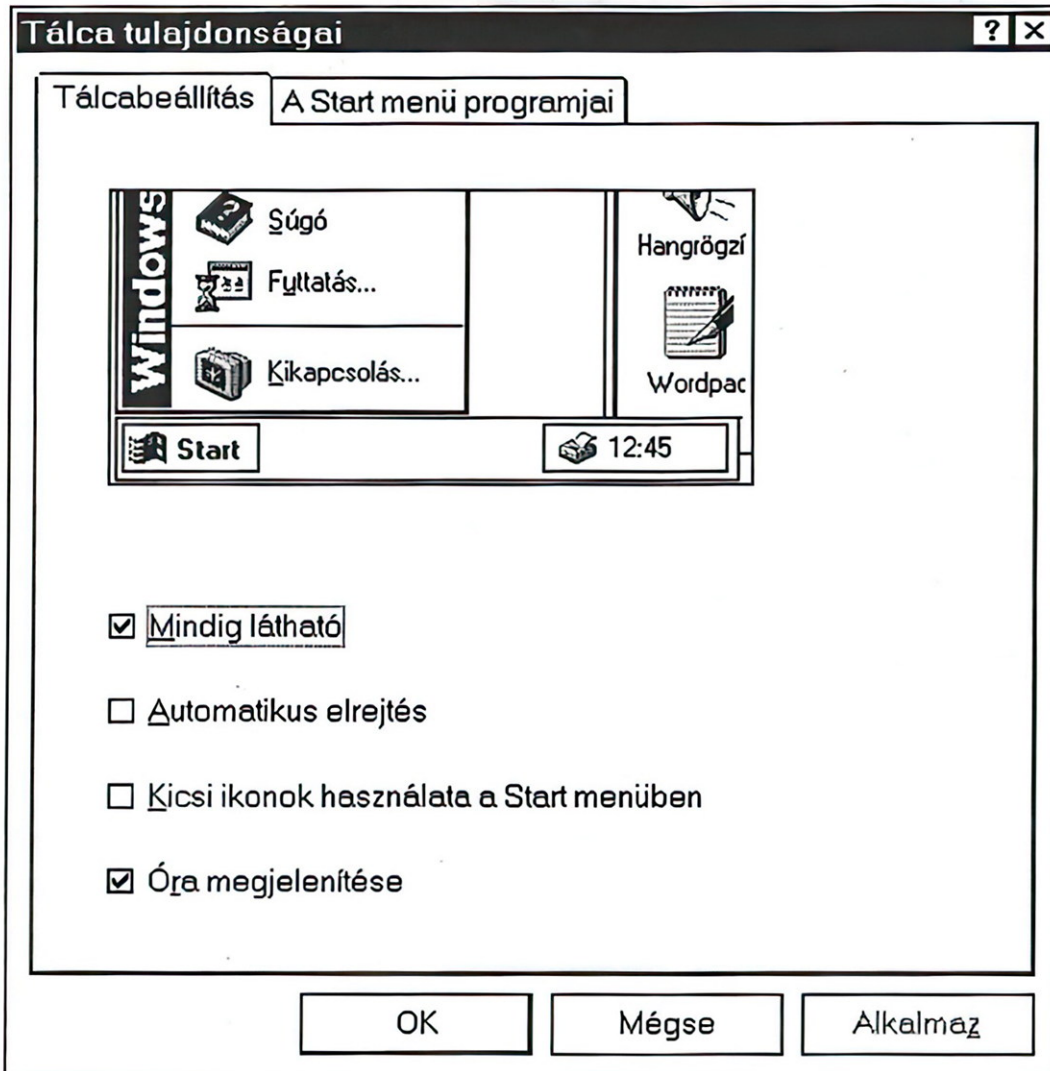 Tálca tulajdonságai
Tálcabeállítás
A Start menü programjai
Windows
Súgó
Futtatás...
Kikapcsolás...
Hangrögzí
Wordpad
Start
12:45
Mindig látható
Automatikus elrejtés
Kicsi ikonok használata a Start menüben
Óra megjelenítése
OK
Mégse
Alkalmaz